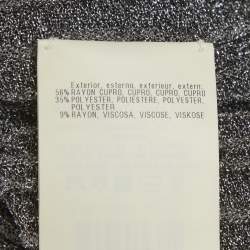 Exterior, esterno, exterieur, extern.
56% RAYON CUPRO, CUPRO, CUPRO, CUPRO
35% POLYESTER, POLIESTERE, POLYESTER,
POLYESTER
9% RAYON, VISCOSA, VISCOSE, VISKOSE